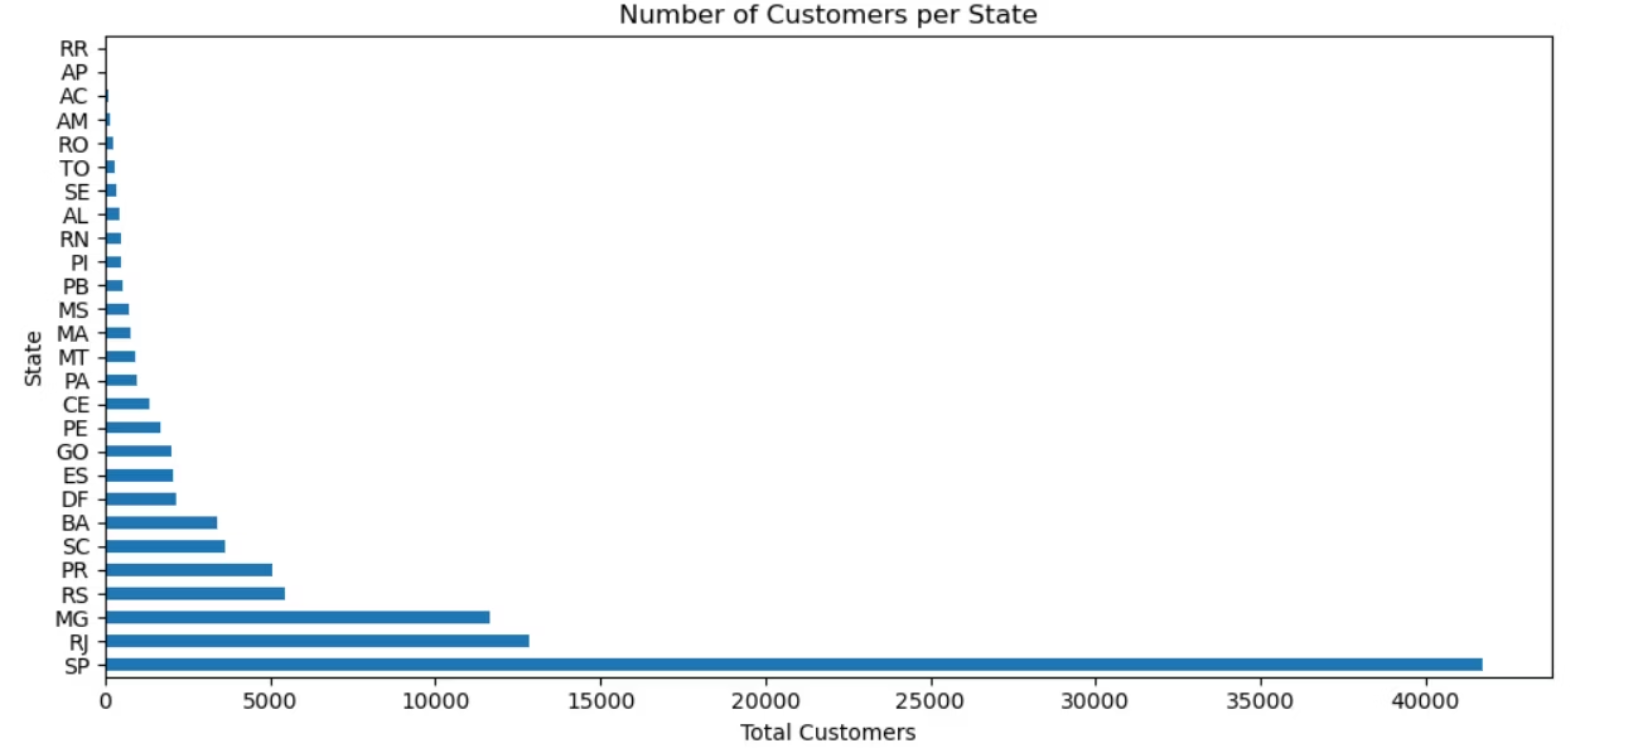 Number of Customers per State
RR
AP
AC
AM
RO
TO
SE
AL
RN
PI
PB
MS
MA
MT
PA
CE
PE
GO
ES
DF
BA
SC
PR
RS
MG
RJ
SP
State
0 5000 10000 15000 20000 25000 30000 35000 40000
Total Customers